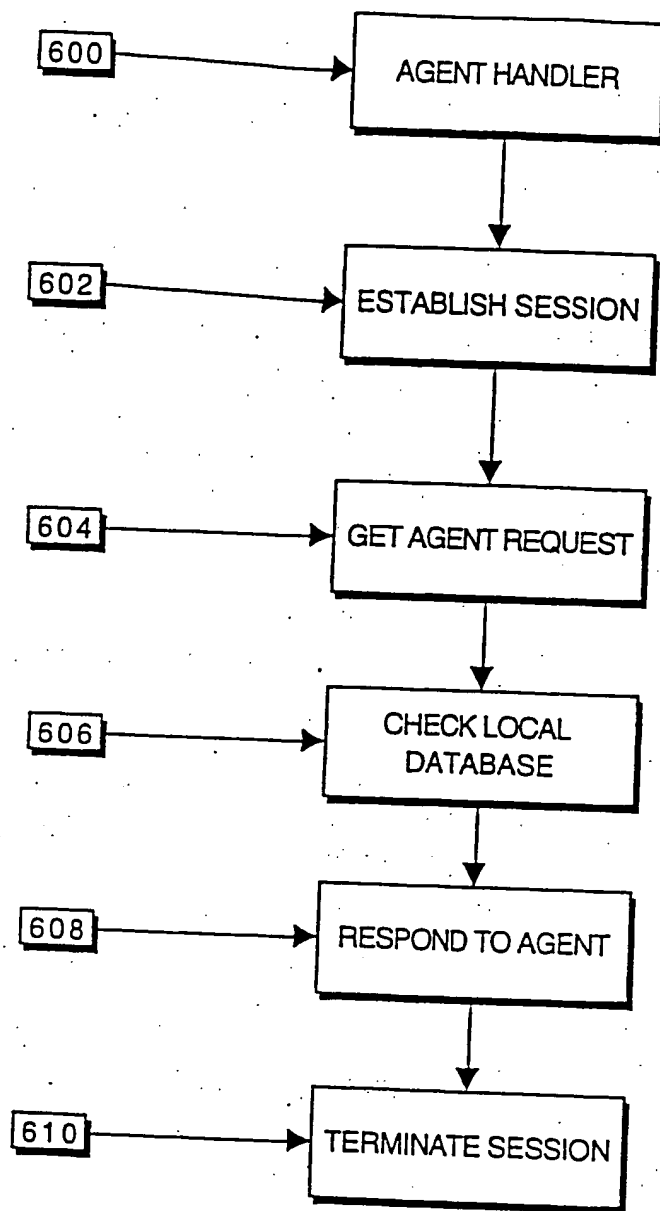 600
AGENT HANDLER
602
ESTABLISH SESSION
604
GET AGENT REQUEST
606
CHECK LOCAL
DATABASE
608
RESPOND TO AGENT
610
TERMINATE SESSION